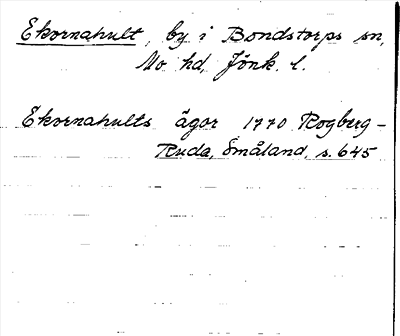 Ekornahult, by i Bondstorps sn,
Mo hd, Jönk. l.
Ekornahults ägor 1770 Rogberg-
Ruda, Småland, s. 645